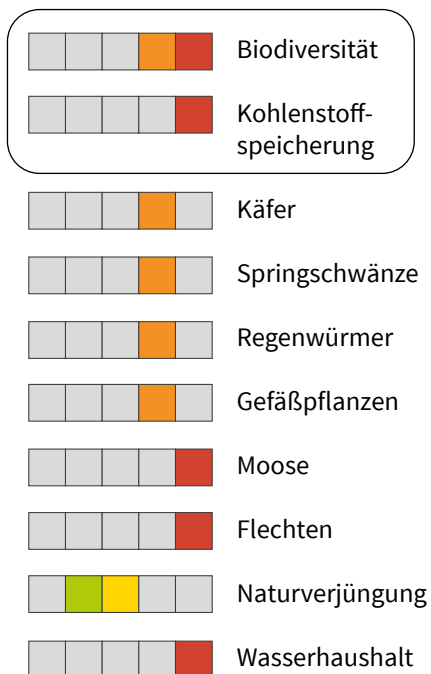 Biodiversität
Kohlenstoff-
speicherung
Käfer
Springschwänze
Regenwürmer
Gefäßpflanzen
Moose
Flechten
Naturverjüngung
Wasserhaushalt